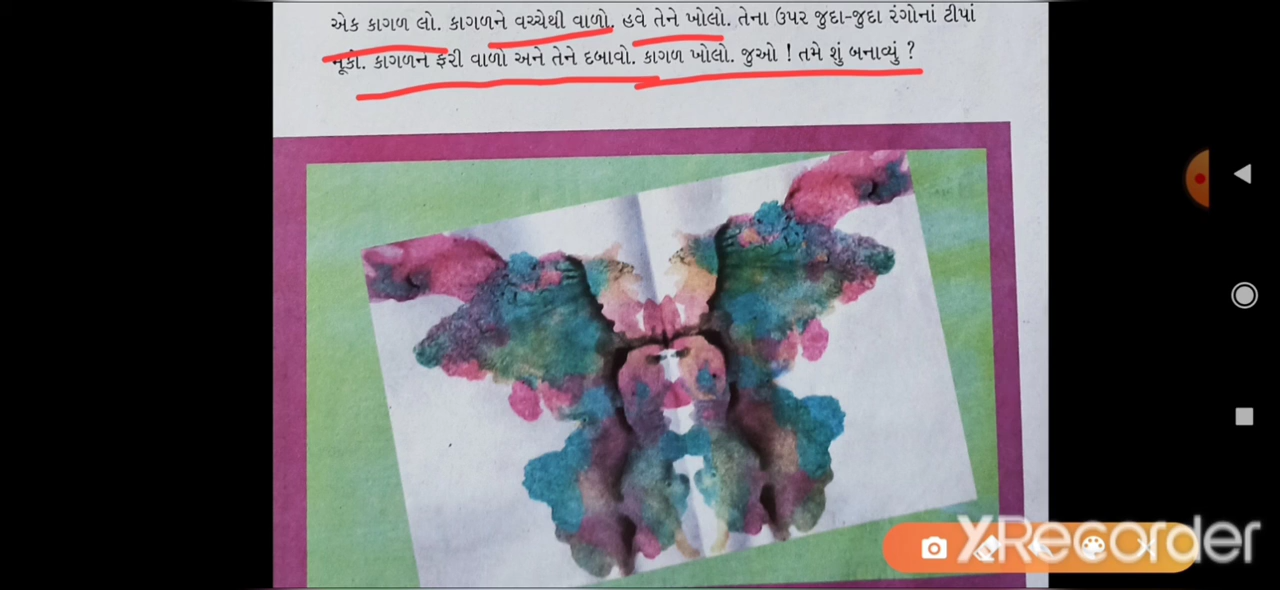 એક કાગળ લો. કાગળને વચ્ચેથી વાળો. હવે તેને ખોલો. તેના ઉપર જુદા-જુદા રંગોનાં ટીપાં
મૂકો. કાગળને ફરી વાળો અને તેને દબાવો. કાગળ ખોલો. જુઓ ! તમે શું બનાવ્યું ?
XRecorder